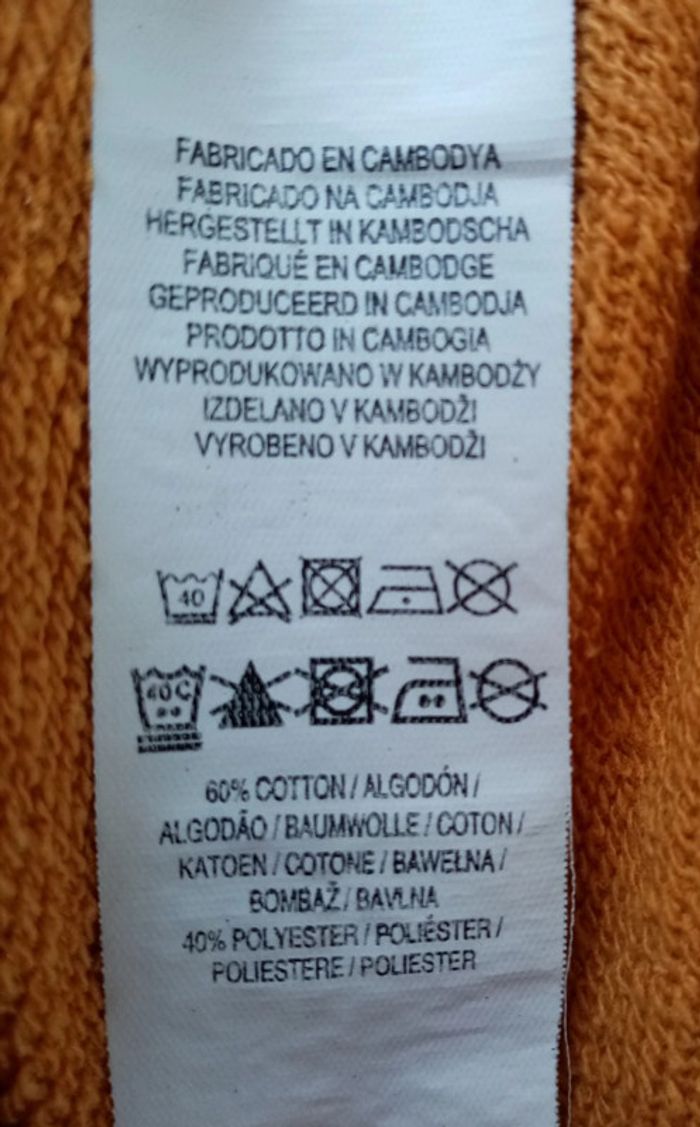 FABRICADO EN CAMBODYA
FABRICADO NA CAMBODJA
HERGESTELLT IN KAMBODSCHA
FABRIQUÉ EN CAMBODGE
GEPRODUCEERD IN CAMBODJA
PRODOTTO IN CAMBOGIA
WYPRODUKOWANO W KAMBODŻY
IZDELANO V KAMBODŽI
VYROBENO V KAMBODŽI
40
40C
60% COTTON / ALGODÓN /
ALGODÃO / BAUMWOLLE / COTON /
KATOEN / COTONE / BAWEŁNA /
BOMBAŽ / BAVLNA
40% POLYESTER / POLIÉSTER /
POLIESTERE / POLIESTER